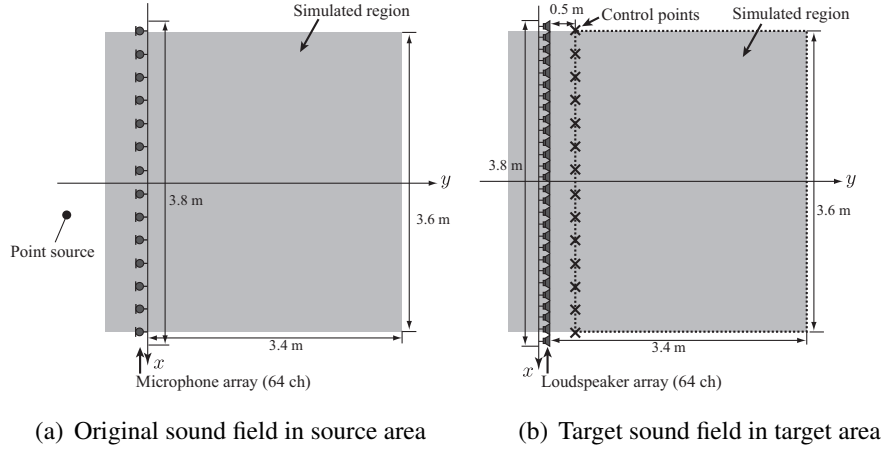 Simulated region
y
3.8 m
3.6 m
Point source
3.4 m
x
Microphone array (64 ch)
(a) Original sound field in source area
0.5 m
Control points
Simulated region
y
3.8 m
3.6 m
3.4 m
x
Loudspeaker array (64 ch)
(b) Target sound field in target area